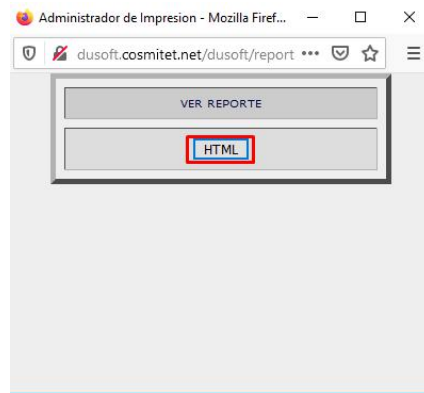 Administrador de Impresion - Mozilla Firef...
dusoft.cosmitet.net/dusoft/report
VER REPORTE
HTML